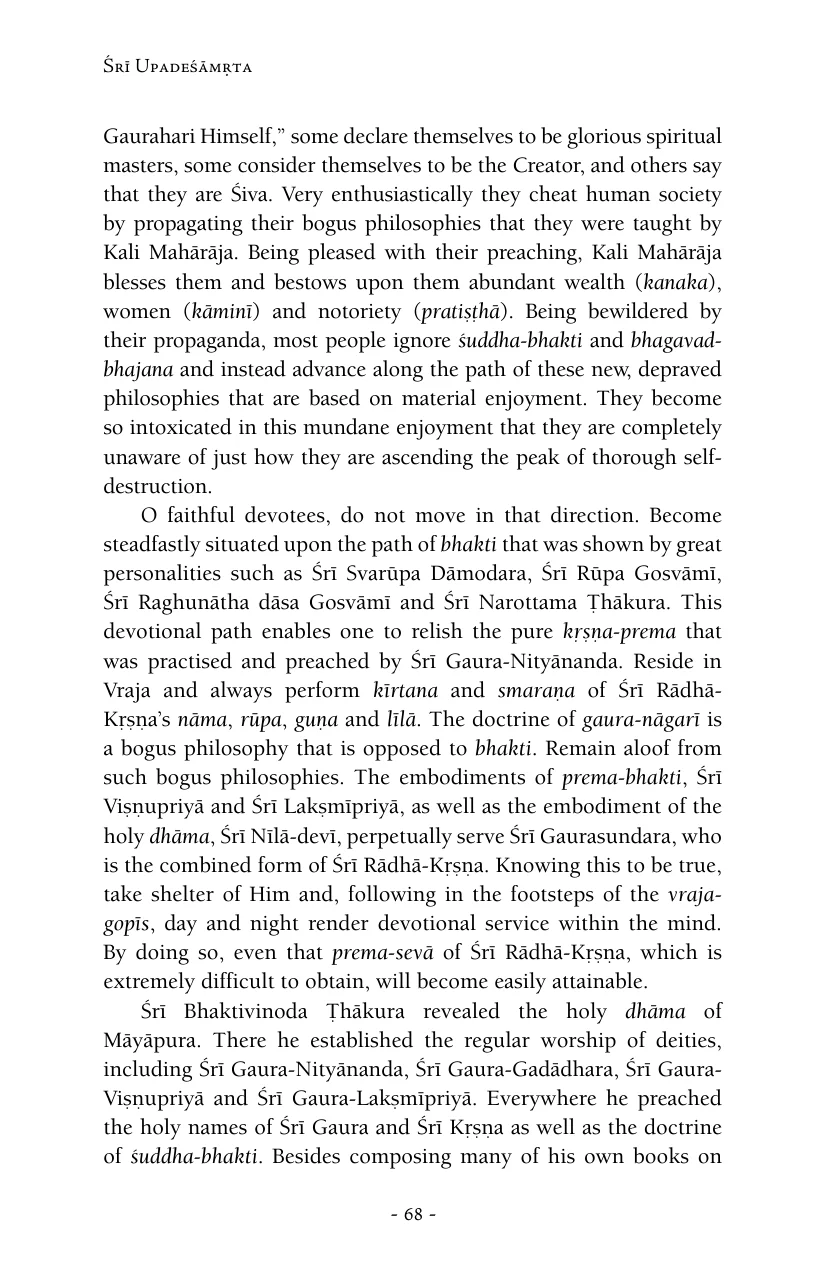 Śrī Upadeśāmṛta
Gaurahari Himself,” some declare themselves to be glorious spiritual
masters, some consider themselves to be the Creator, and others say
that they are Śiva. Very enthusiastically they cheat human society
by propagating their bogus philosophies that they were taught by
Kali Mahārāja. Being pleased with their preaching, Kali Mahārāja
blesses them and bestows upon them abundant wealth (kanaka),
women (kāminī) and notoriety (pratiṣṭhā). Being bewildered by
their propaganda, most people ignore śuddha-bhakti and bhagavad-
bhajana and instead advance along the path of these new, depraved
philosophies that are based on material enjoyment. They become
so intoxicated in this mundane enjoyment that they are completely
unaware of just how they are ascending the peak of thorough self-
destruction.
O faithful devotees, do not move in that direction. Become
steadfastly situated upon the path of bhakti that was shown by great
personalities such as Śrī Svarūpa Dāmodara, Śrī Rūpa Gosvāmī,
Śrī Raghunātha dāsa Gosvāmī and Śrī Narottama Ṭhākura. This
devotional path enables one to relish the pure kṛṣṇa-prema that
was practised and preached by Śrī Gaura-Nityānanda. Reside in
Vraja and always perform kīrtana and smaraṇa of Śrī Rādhā-
Kṛṣṇa’s nāma, rūpa, guṇa and līlā. The doctrine of gaura-nāgarī is
a bogus philosophy that is opposed to bhakti. Remain aloof from
such bogus philosophies. The embodiments of prema-bhakti, Śrī
Viṣṇupriyā and Śrī Lakṣmīpriyā, as well as the embodiment of the
holy dhāma, Śrī Nīlā-devī, perpetually serve Śrī Gaurasundara, who
is the combined form of Śrī Rādhā-Kṛṣṇa. Knowing this to be true,
take shelter of Him and, following in the footsteps of the vraja-
gopīs, day and night render devotional service within the mind.
By doing so, even that prema-sevā of Śrī Rādhā-Kṛṣṇa, which is
extremely difficult to obtain, will become easily attainable.
Śrī Bhaktivinoda Ṭhākura revealed the holy dhāma of
Māyāpura. There he established the regular worship of deities,
including Śrī Gaura-Nityānanda, Śrī Gaura-Gadādhara, Śrī Gaura-
Viṣṇupriyā and Śrī Gaura-Lakṣmīpriyā. Everywhere he preached
the holy names of Śrī Gaura and Śrī Kṛṣṇa as well as the doctrine
of śuddha-bhakti. Besides composing many of his own books on
- 68 -